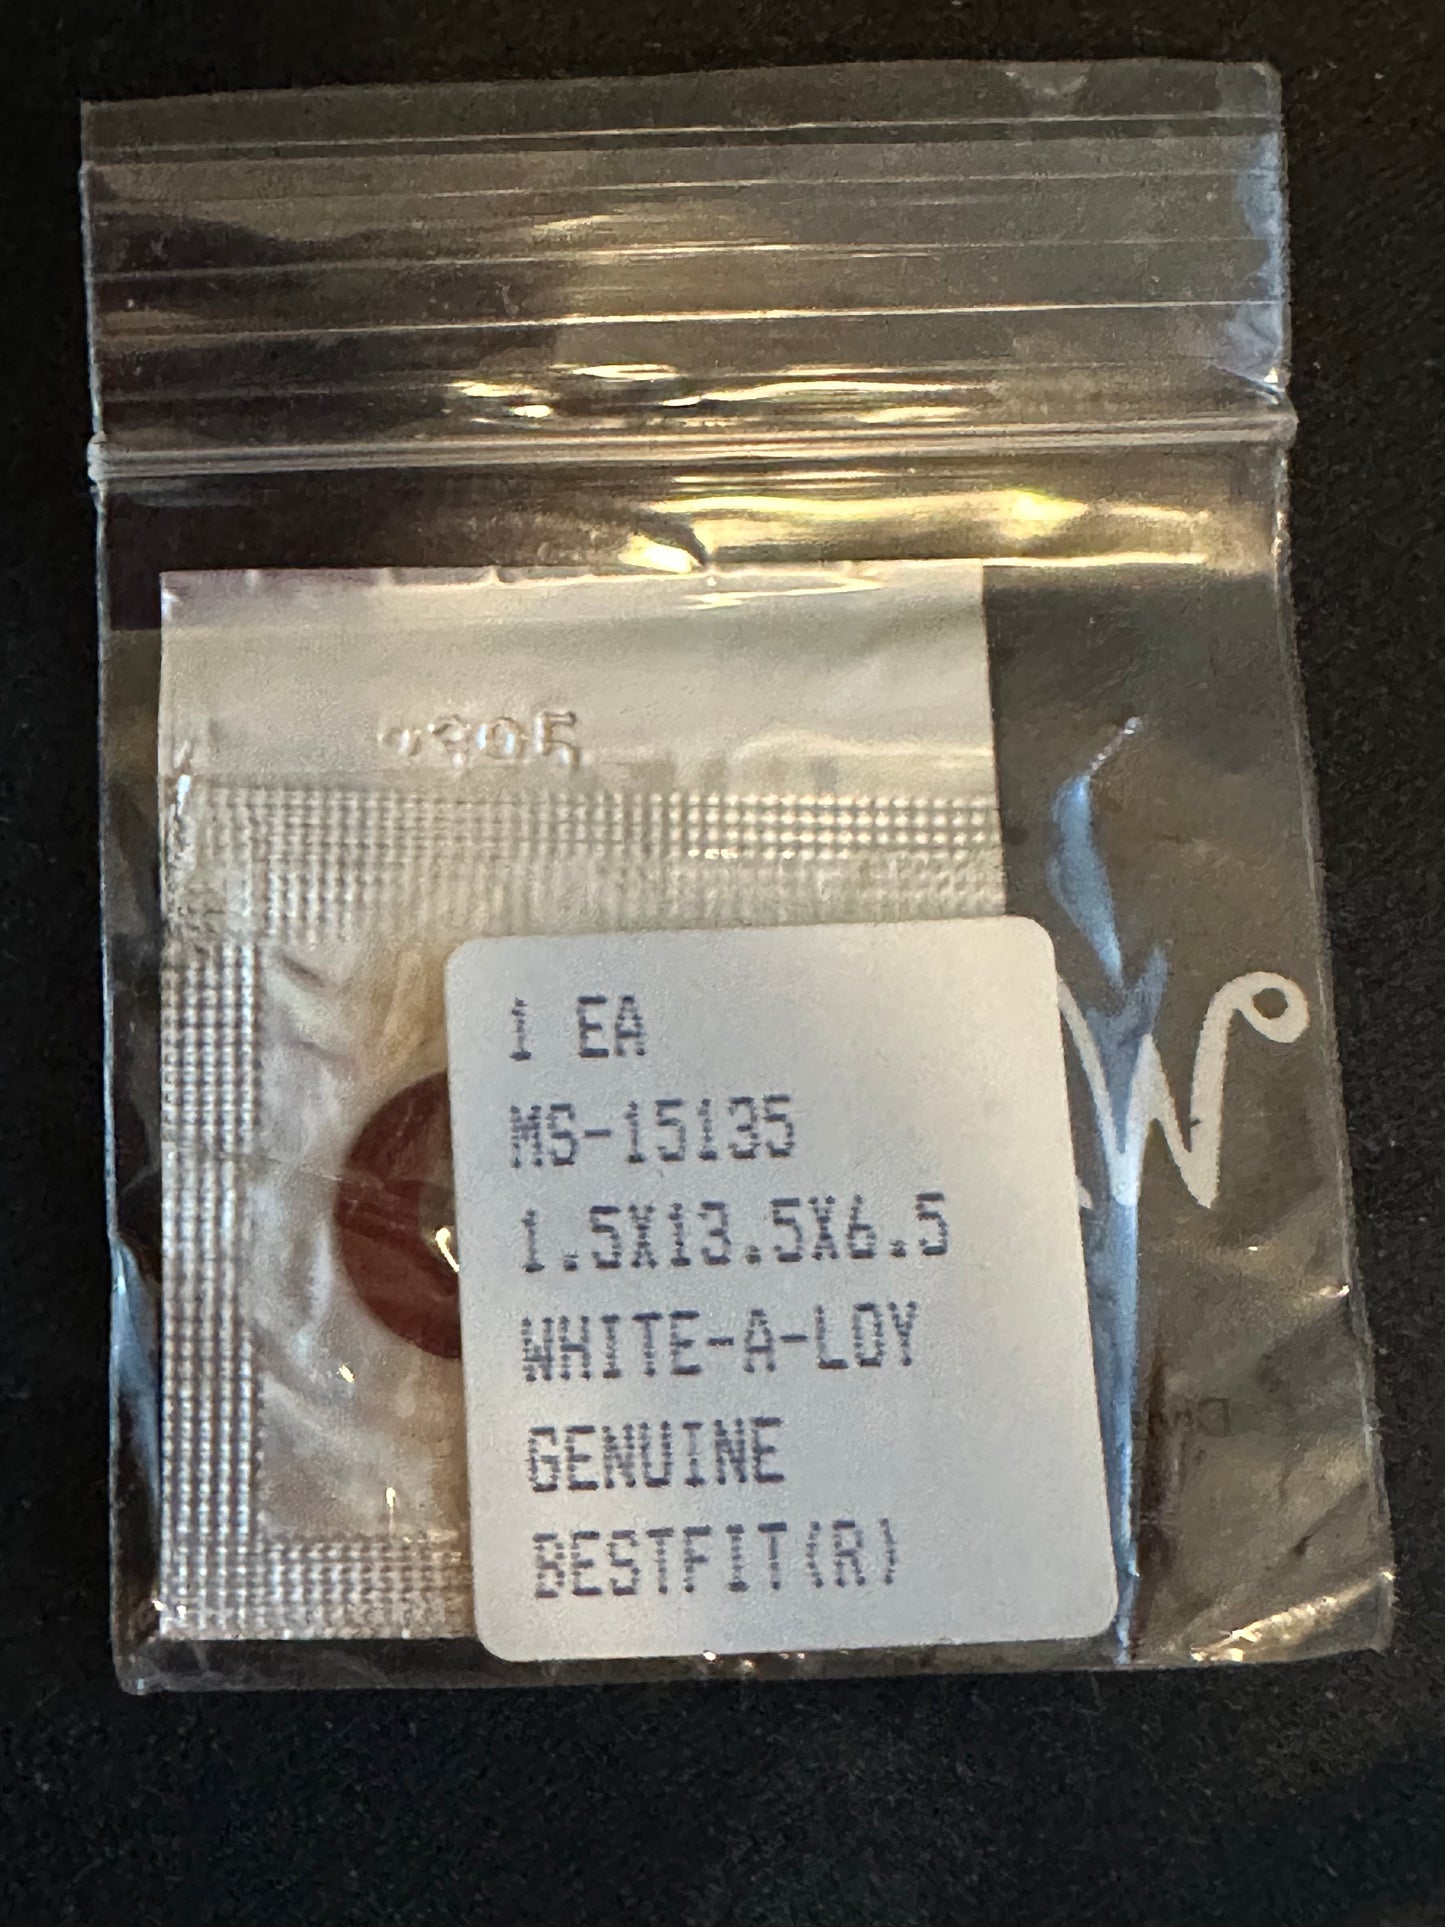 1 EA
MS-15135
1.5X13.5X6.5
WHITE-A-LOY
GENUINE
BESTFIT(R)